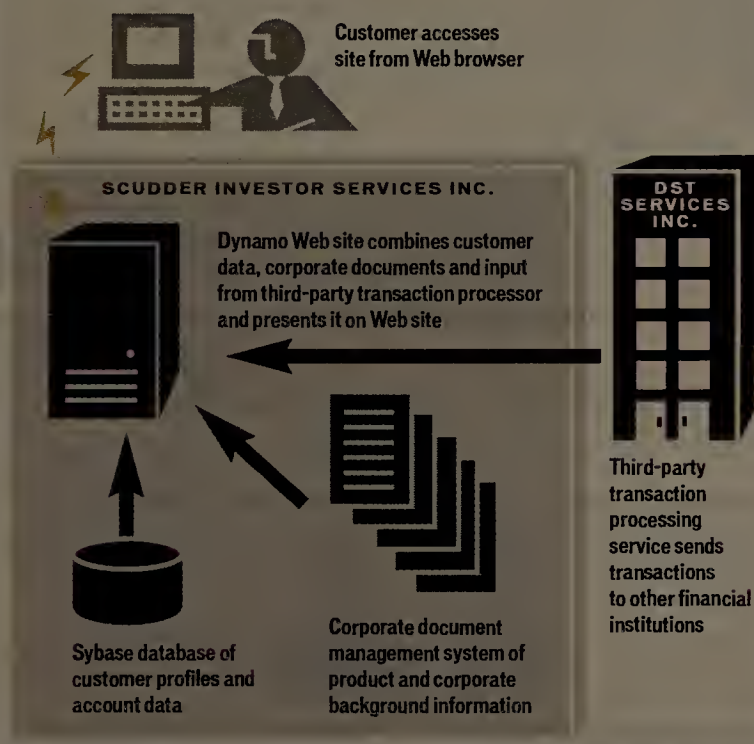 Customer accesses
site from Web browser
SCUDDER INVESTOR SERVICES INC.
Dynamo Web site combines customer
data, corporate documents and input
from third-party transaction processor
and presents it on Web site
DST
SERVICES
INC.
Third-party
transaction
processing
service sends
transactions
to other financial
institutions
Sybase database of
customer profiles and
account data
Corporate document
management system of
product and corporate
background information